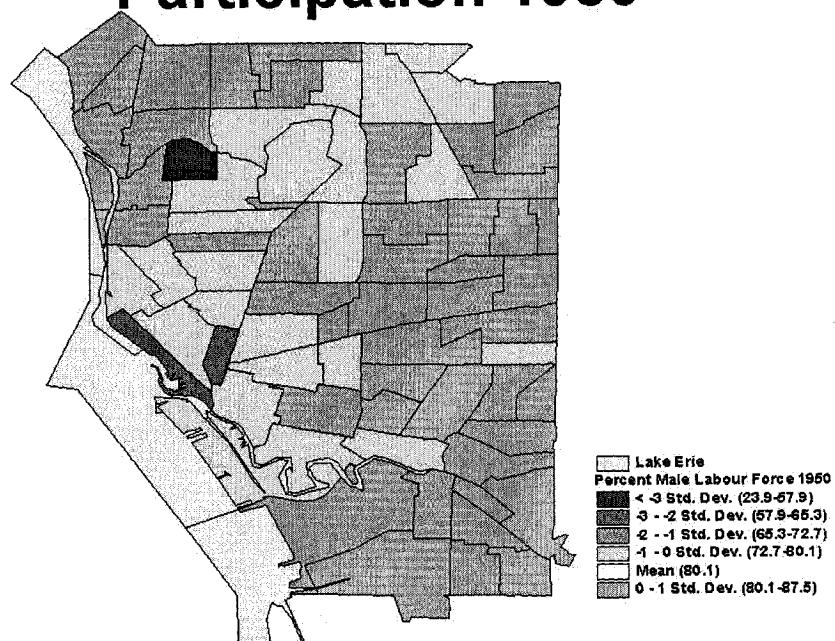 Participation 1950
Lake Erie
Percent Male Labour Force 1950
< -3 Std. Dev. (23.9-57.9)
-3 - -2 Std. Dev. (57.9-65.3)
-2 - -1 Std. Dev. (65.3-72.7)
-1 - 0 Std. Dev. (72.7-80.1)
Mean (80.1)
0 - 1 Std. Dev. (80.1-87.5)